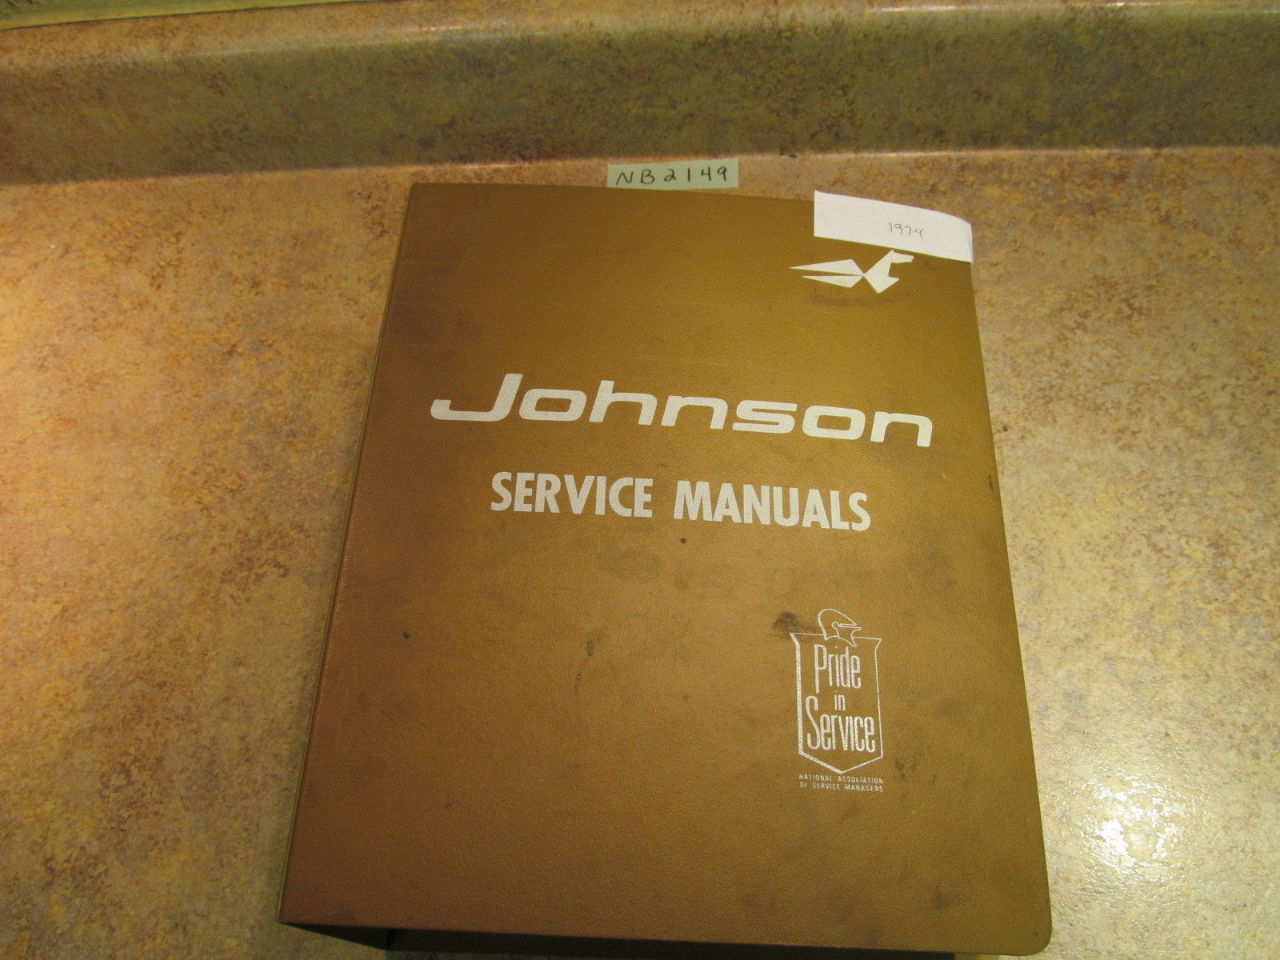 NB2149
1974
Johnson
SERVICE MANUALS
Pride
in
Service
NATIONAL ASSOCIATION
OF SERVICE MANAGERS